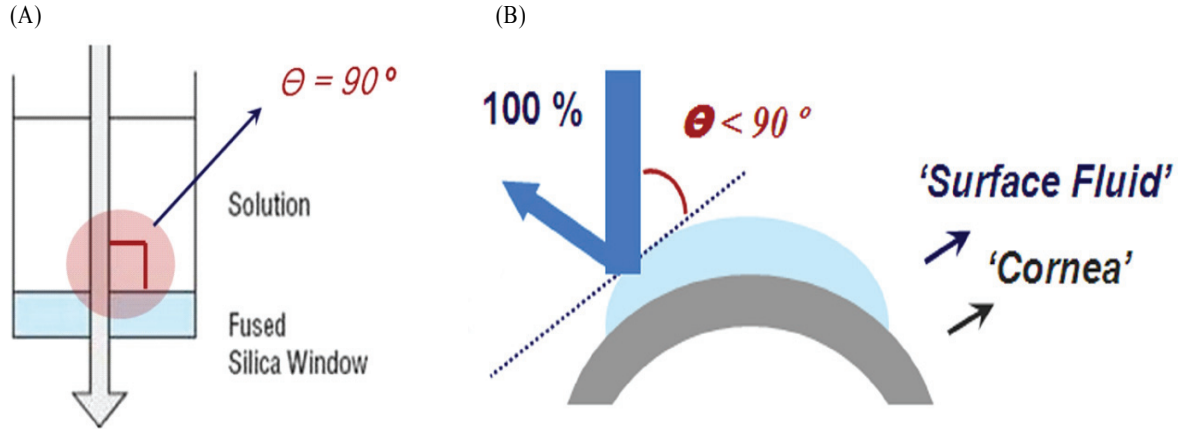 (A)
Θ = 90°
Solution
Fused
Silica Window
(B)
100 %
Θ < 90 °
‘Surface Fluid’
‘Cornea’